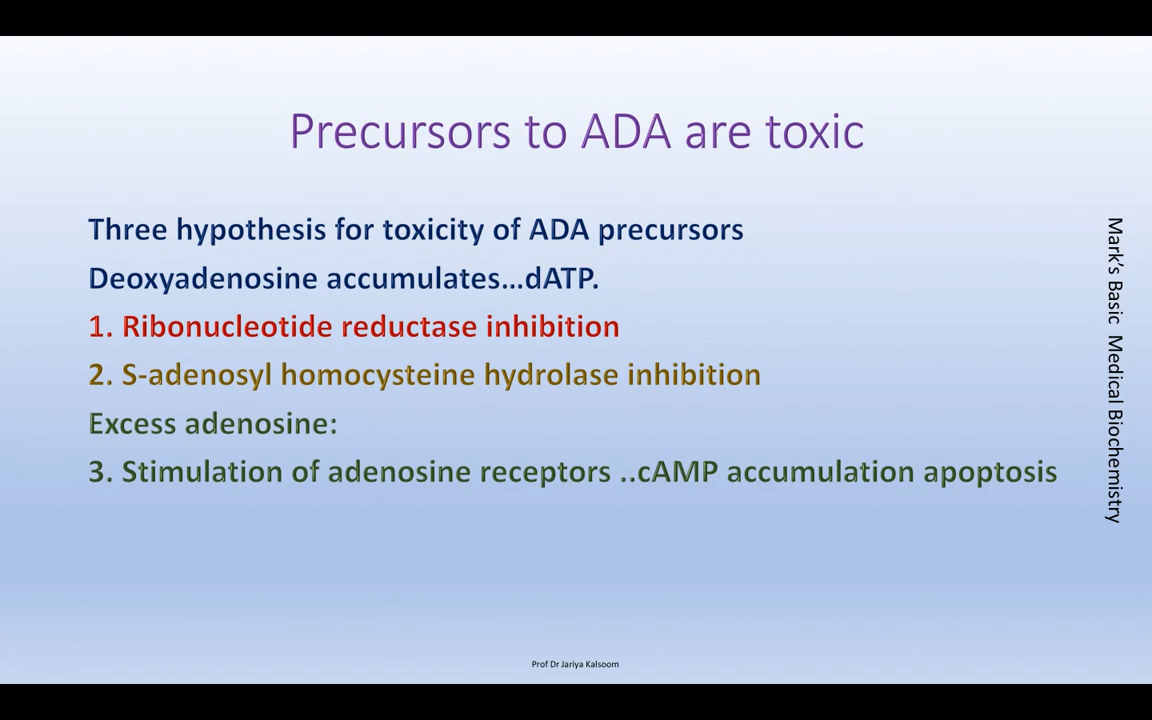 Precursors to ADA are toxic
Three hypothesis for toxicity of ADA precursors
Deoxyadenosine accumulates...dATP.
1. Ribonucleotide reductase inhibition
2. S-adenosyl homocysteine hydrolase inhibition
Excess adenosine:
3. Stimulation of adenosine receptors ..cAMP accumulation apoptosis
Mark's Basic Medical Biochemistry
Prof Dr Jariya Kalsoom